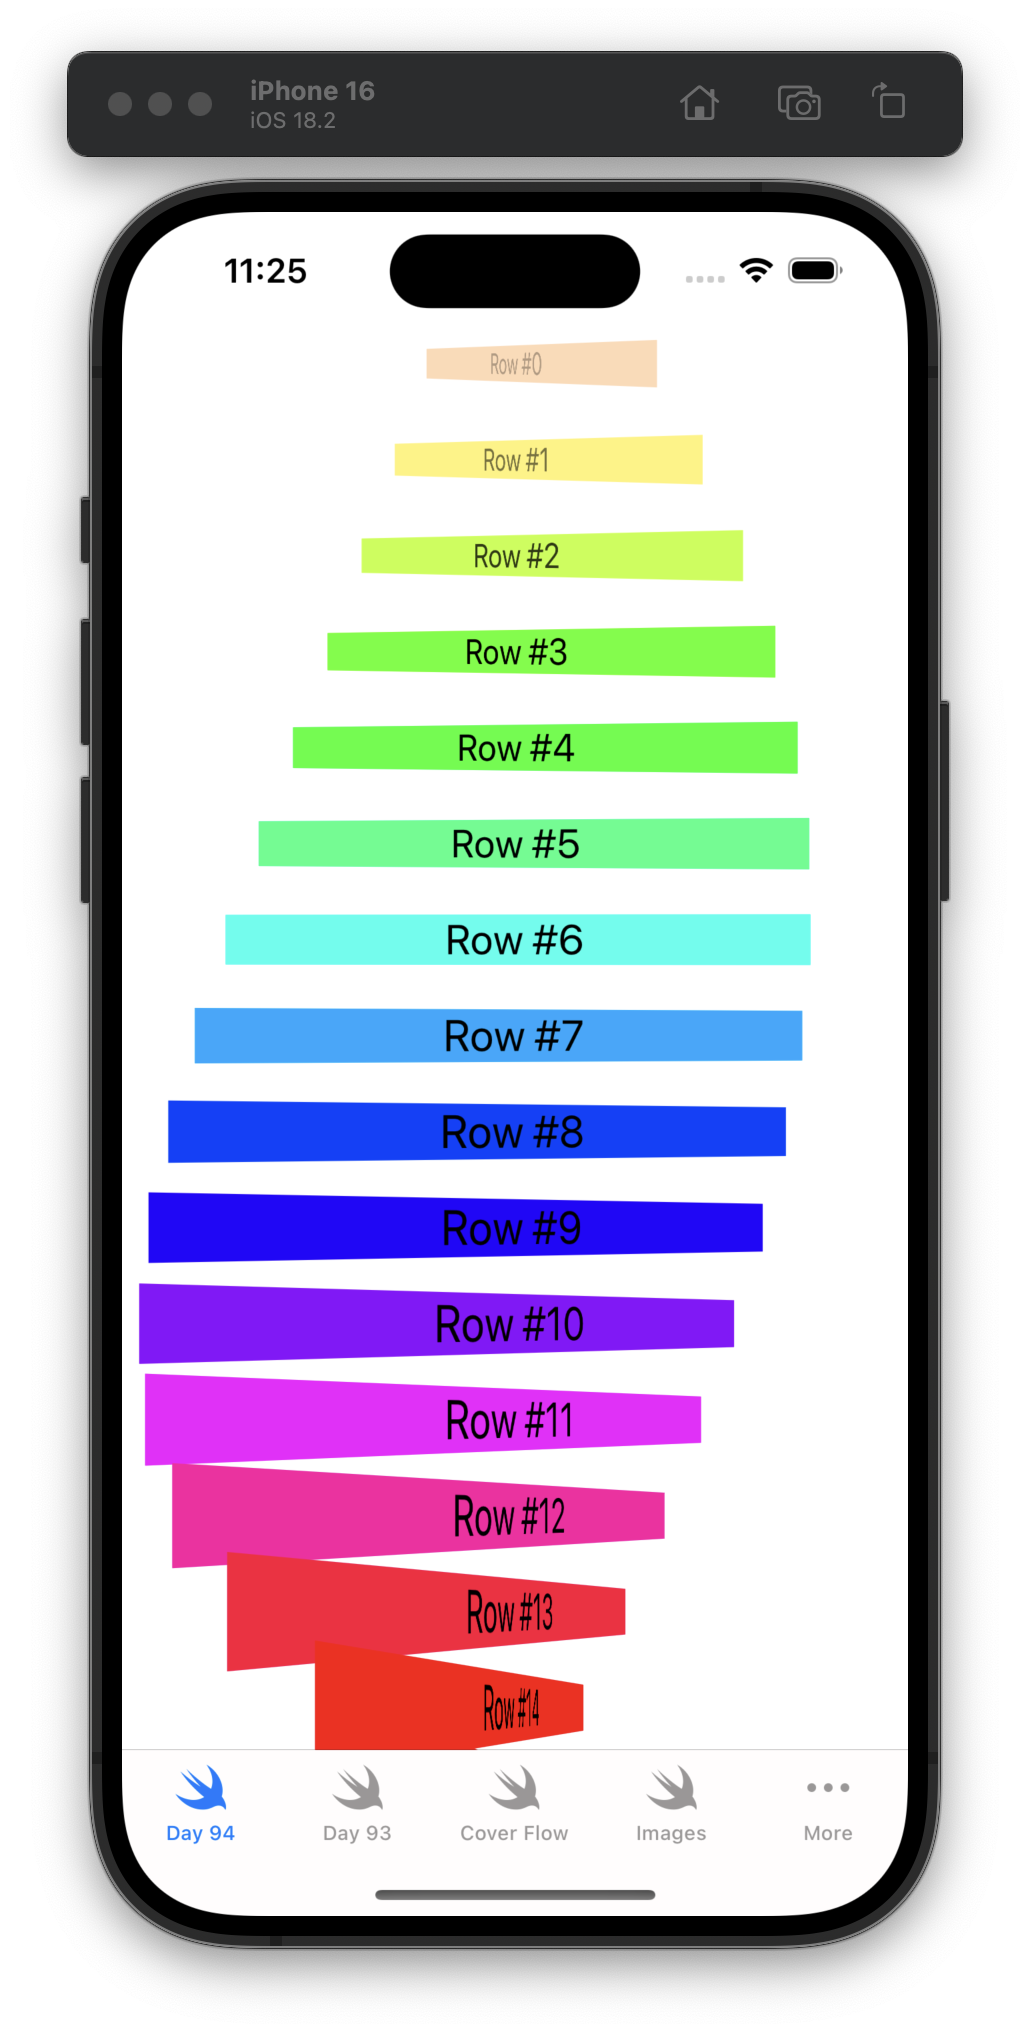 iPhone 16
iOS 18.2
11:25
Row #0
Row #1
Row #2
Row #3
Row #4
Row #5
Row #6
Row #7
Row #8
Row #9
Row #10
Row #11
Row #12
Row #13
Row #14
Day 94 Day 93 Cover Flow Images More